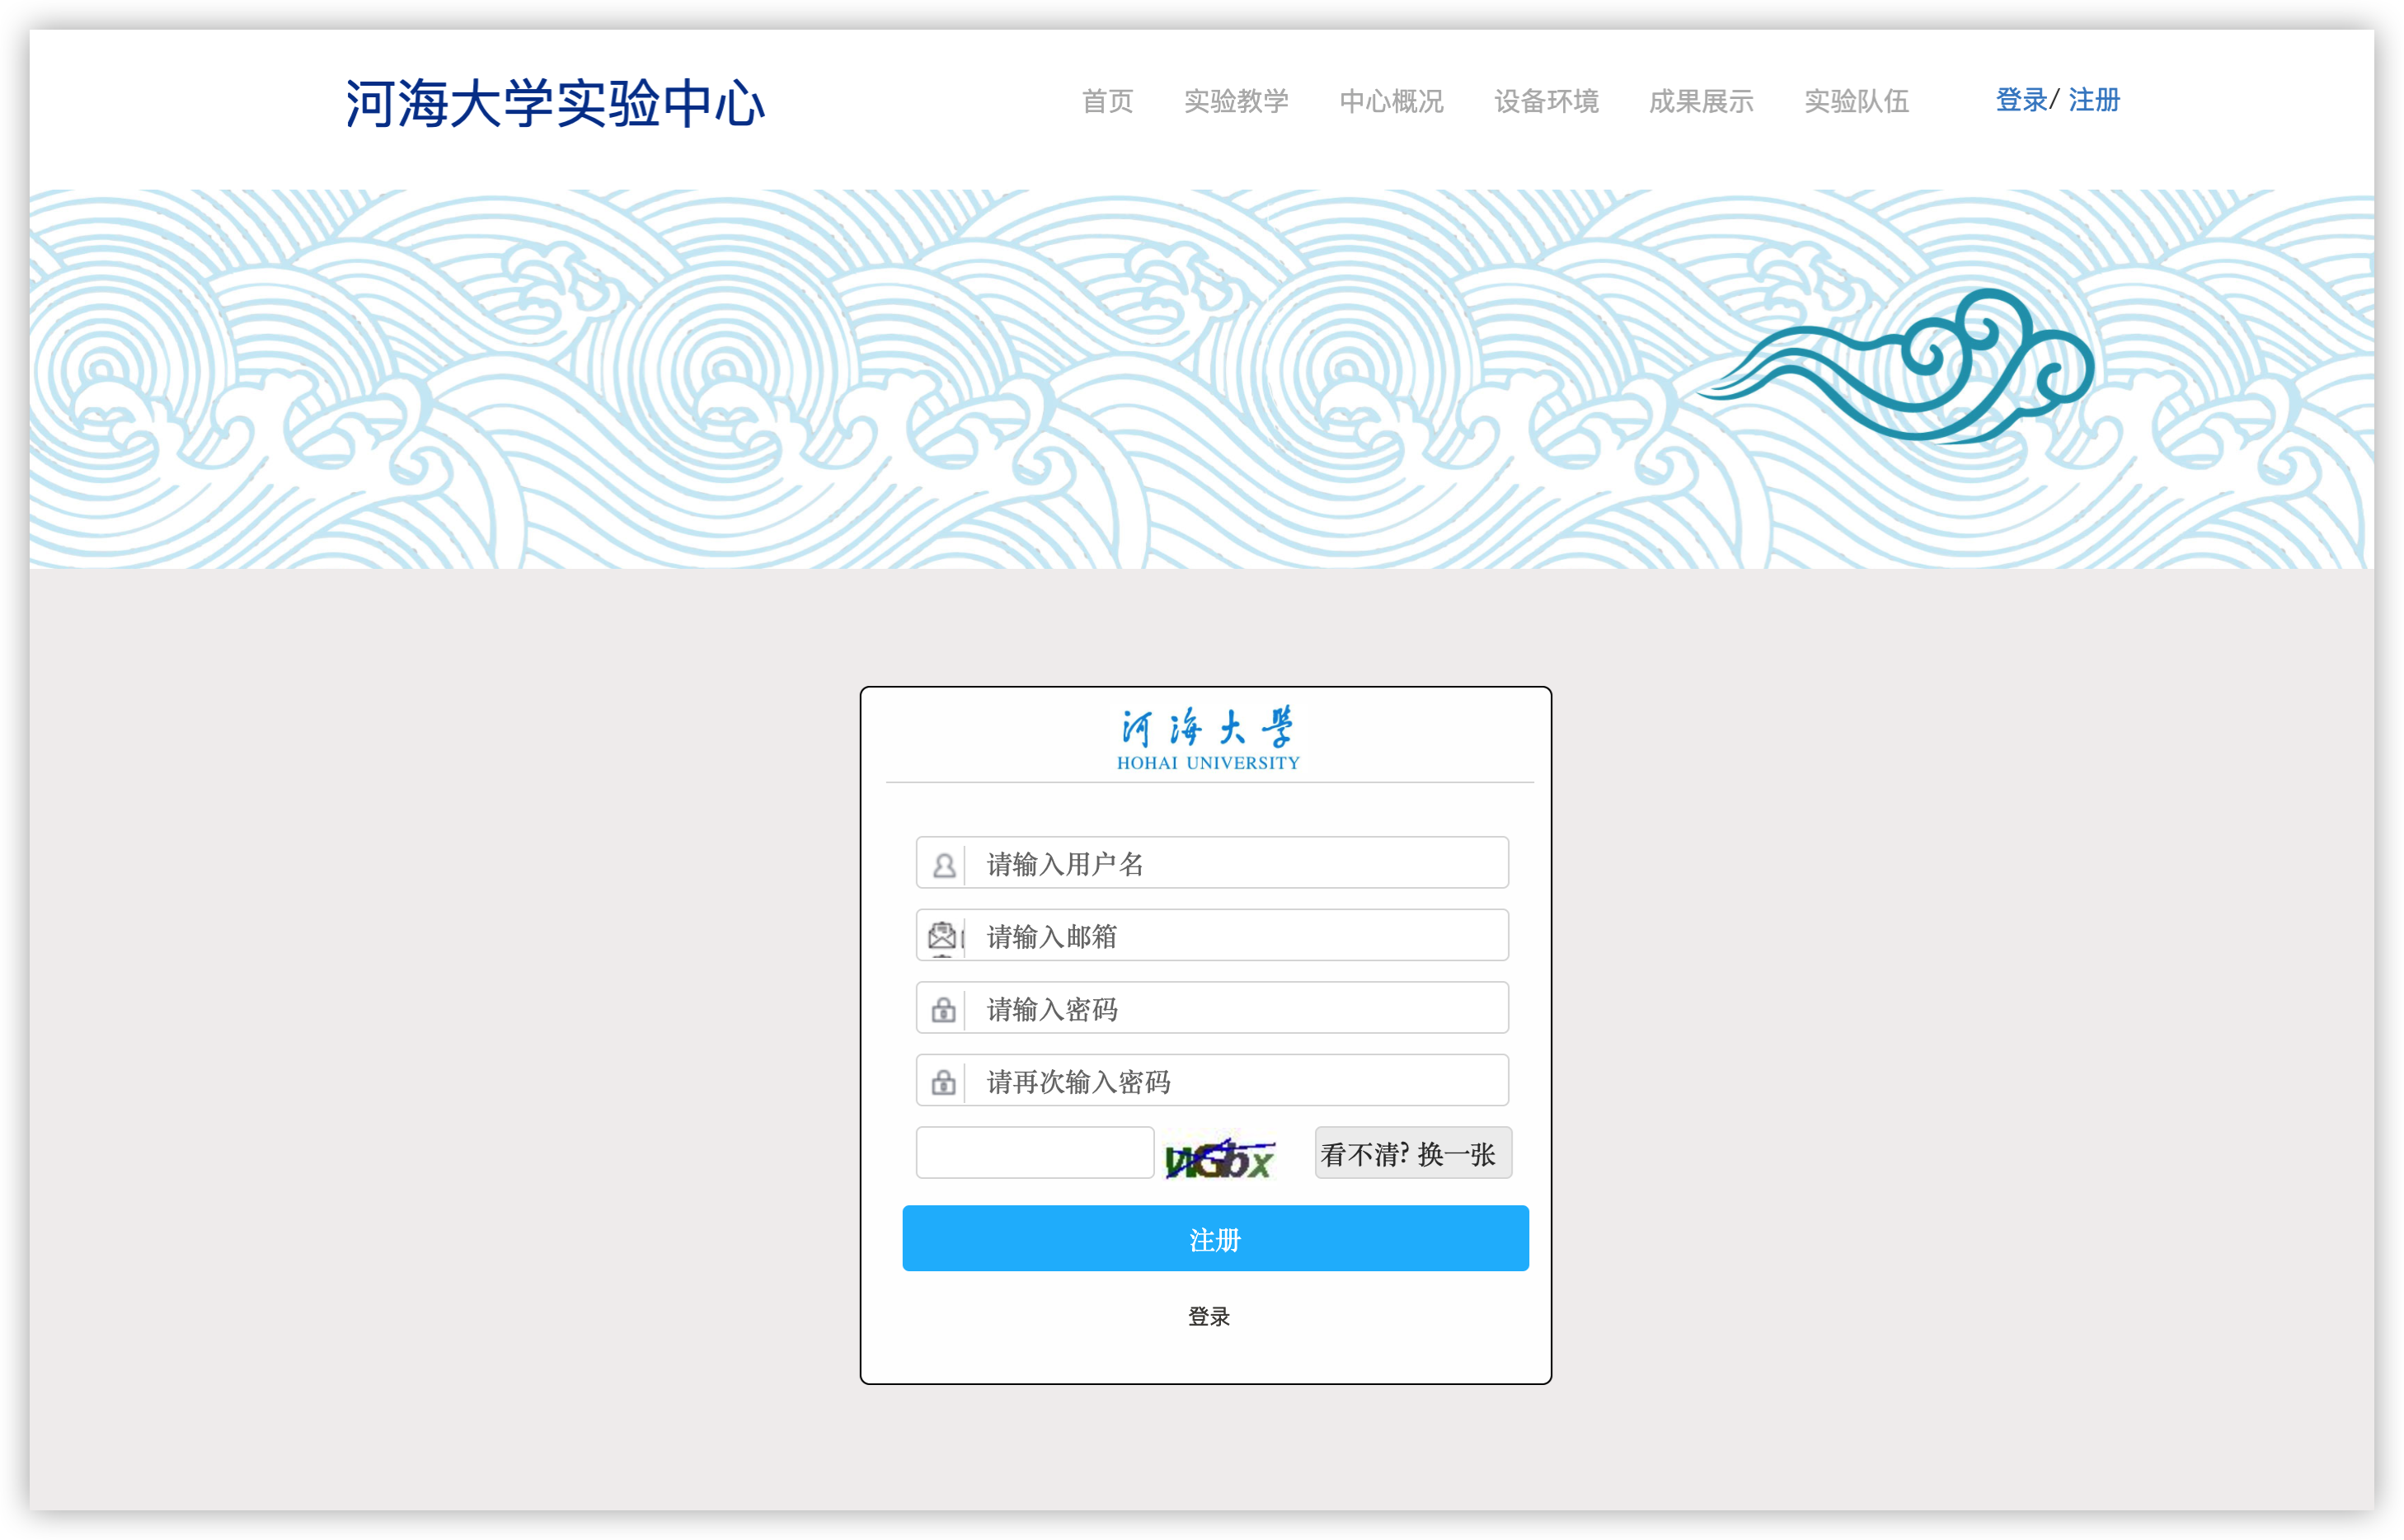 河海大学实验中心
首页 实验教学 中心概况 设备环境 成果展示 实验队伍 登录/ 注册
河海大學
HOHAI UNIVERSITY
请输入用户名
请输入邮箱
请输入密码
请再次输入密码
看不清? 换一张
注册
登录